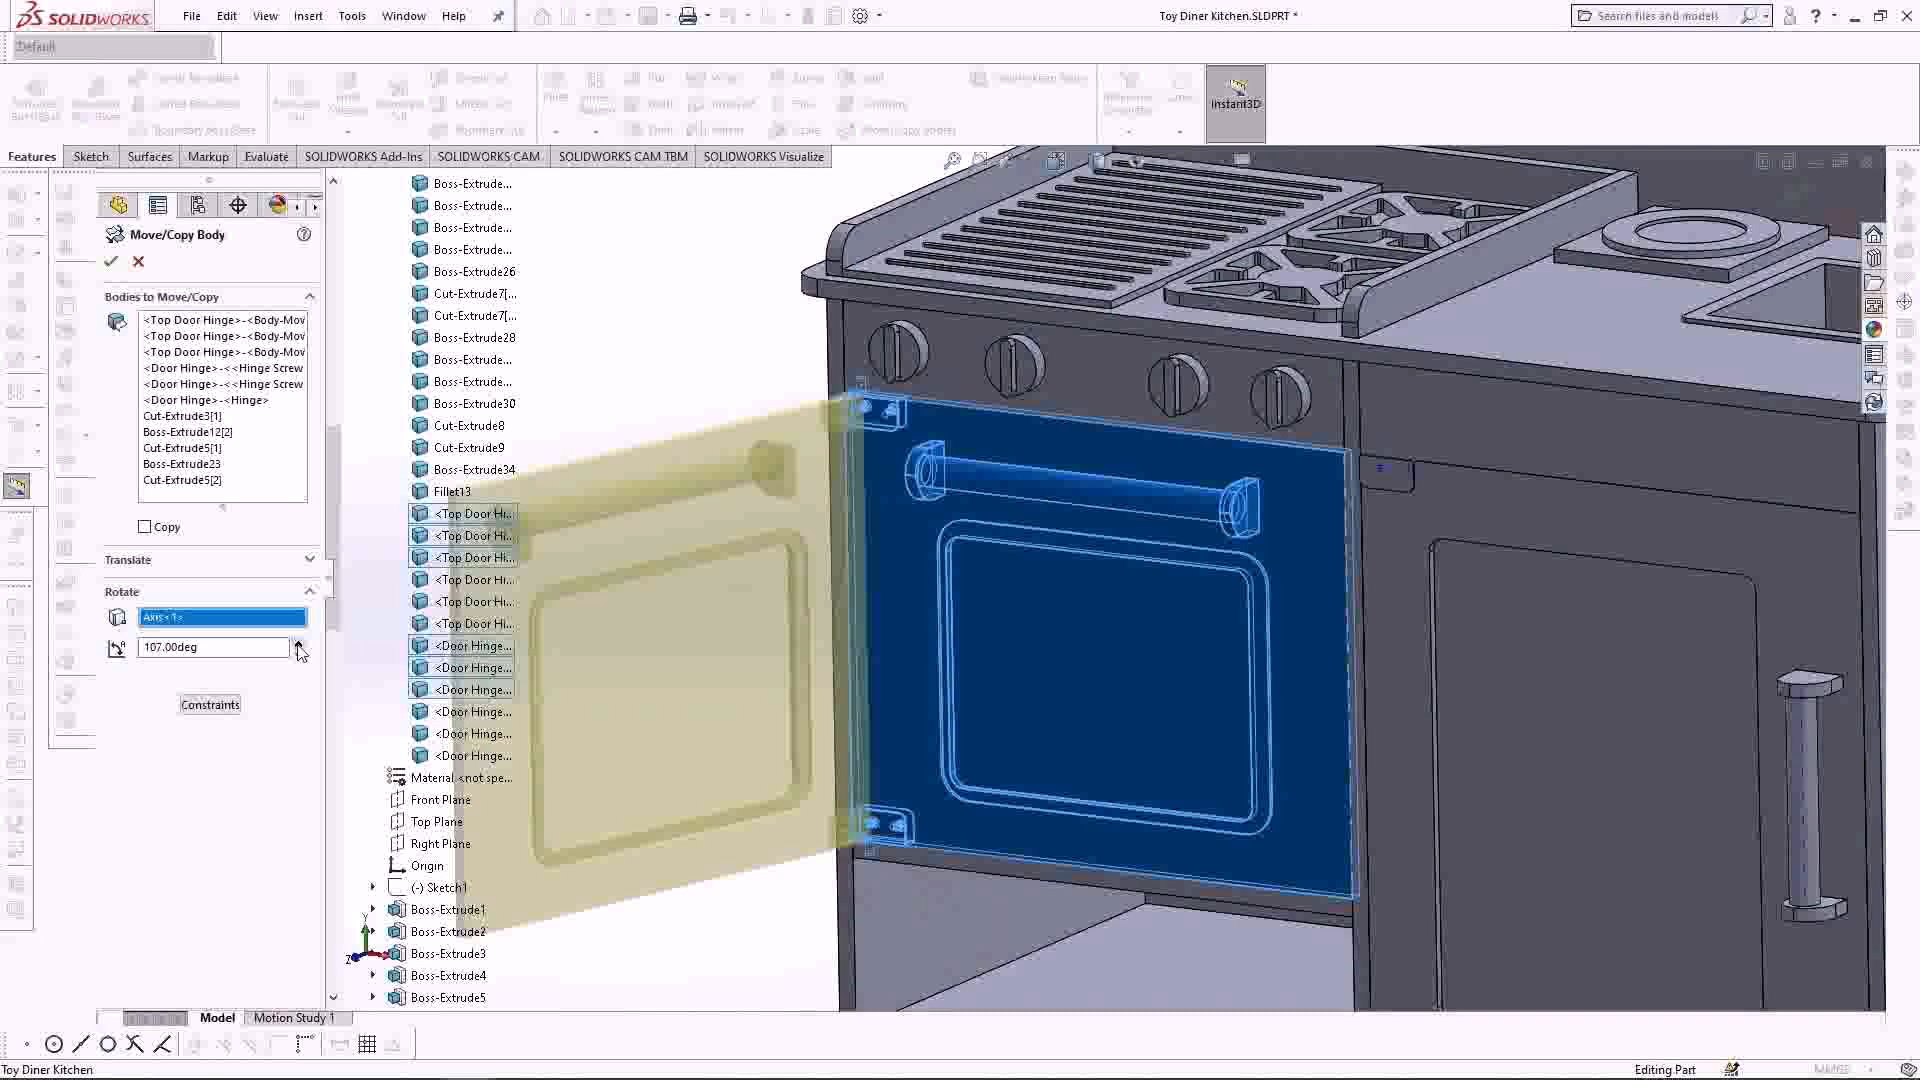 SOLIDWORKS
File Edit View Insert Tools Window Help
Toy Diner Kitchen.SLDPRT *
Search files and models
Default
Instant3D
Features Sketch Surfaces Markup Evaluate SOLIDWORKS Add-Ins SOLIDWORKS CAM SOLIDWORKS CAM TBM SOLIDWORKS Visualize
Move/Copy Body
Bodies to Move/Copy
<Top Door Hinge>-<Body-Mov
<Top Door Hinge>-<Body-Mov
<Top Door Hinge>-<Body-Mov
<Door Hinge>-<<Hinge Screw
<Door Hinge>-<<Hinge Screw
<Door Hinge>-<Hinge>
Cut-Extrude3[1]
Boss-Extrude12[2]
Cut-Extrude5[1]
Boss-Extrude23
Cut-Extrude5[2]
Copy
Translate
Rotate
Axis<1>
107.00deg
Constraints
Boss-Extrude...
Boss-Extrude...
Boss-Extrude...
Boss-Extrude...
Boss-Extrude26
Cut-Extrude7[...
Cut-Extrude7[...
Boss-Extrude28
Boss-Extrude...
Boss-Extrude...
Boss-Extrude30
Cut-Extrude8
Cut-Extrude9
Boss-Extrude34
Fillet13
<Top Door Hi...
<Top Door Hi...
<Top Door Hi...
<Top Door Hi...
<Top Door Hi...
<Top Door Hi...
<Door Hinge...
<Door Hinge...
<Door Hinge...
<Door Hinge...
<Door Hinge...
<Door Hinge...
Material <not spe...
Front Plane
Top Plane
Right Plane
Origin
(-) Sketch1
Boss-Extrude1
Boss-Extrude2
Boss-Extrude3
Boss-Extrude4
Boss-Extrude5
Y
Z
Model Motion Study 1
Toy Diner Kitchen
Editing Part
MMGS